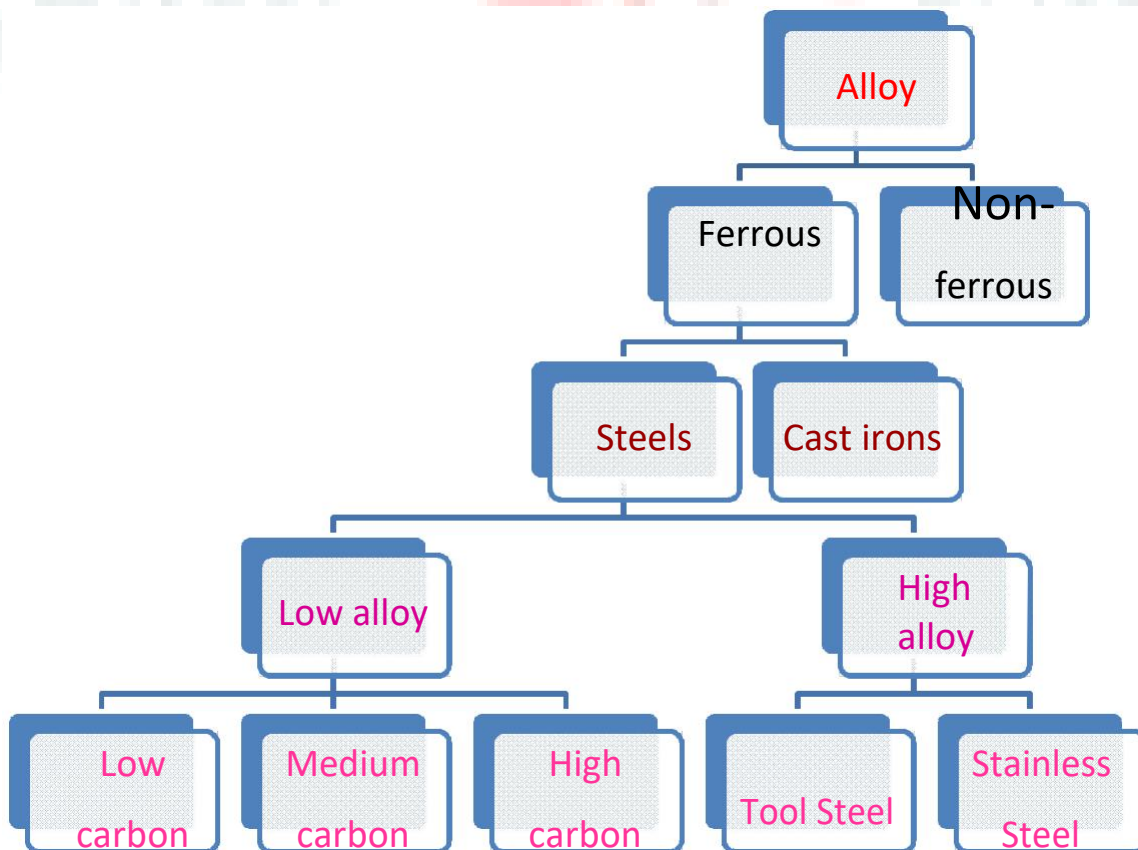 Alloy
Ferrous
Non-
ferrous
Steels
Cast irons
Low alloy
High
alloy
Low
carbon
Medium
carbon
High
carbon
Tool Steel
Stainless
Steel